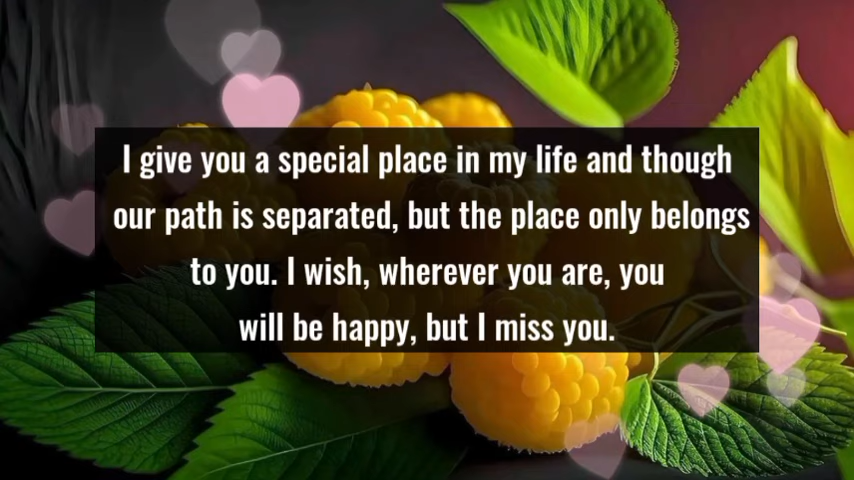 I give you a special place in my life and though
our path is separated, but the place only belongs
to you. I wish, wherever you are, you
will be happy, but I miss you.